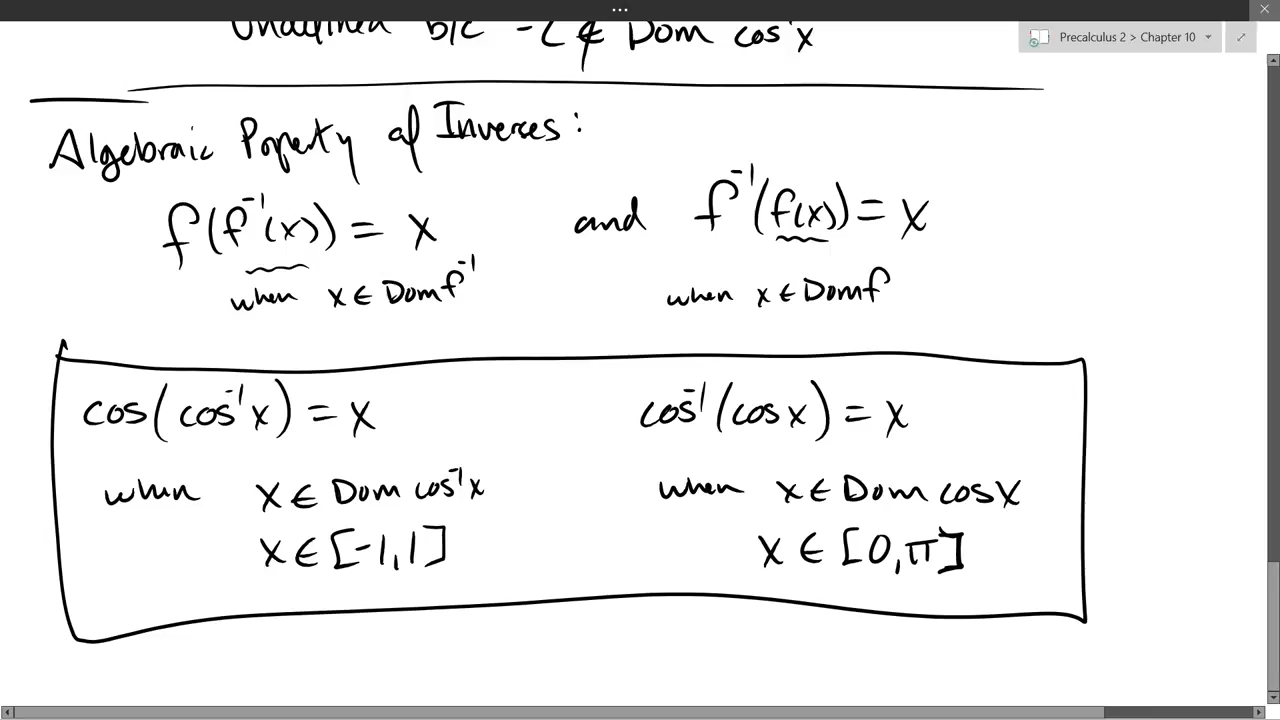 Undefined b/c -2 ∉ Dom cos⁻¹x
Precalculus 2 > Chapter 10
Algebraic Property of Inverses:
f(f⁻¹(x)) = x and f⁻¹(f(x)) = x
when x ∈ Dom f⁻¹ when x ∈ Dom f
cos(cos⁻¹x) = x cos⁻¹(cos x) = x
when x ∈ Dom cos⁻¹x when x ∈ Dom cos x
x ∈ [-1,1] x ∈ [0,π]